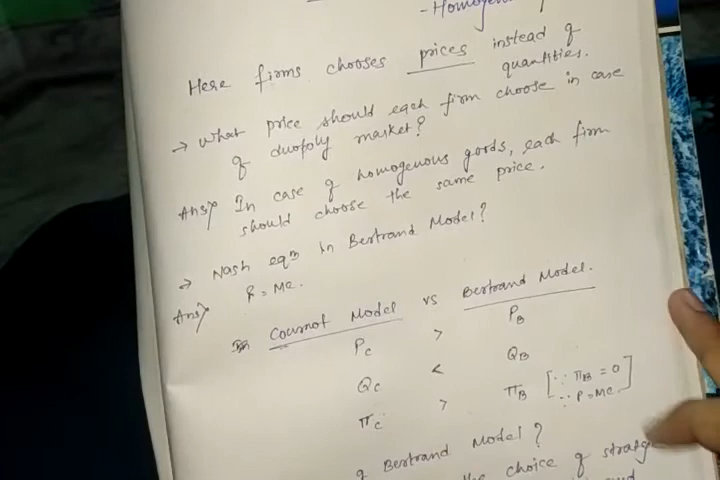 - Homogen
Here firms chooses prices instead of
quantities.
→ What price should each firm choose in case
of duopoly market?
Ans) In case of homogenous goods, each firm
should choose the same price.
→ Nash eqm in Bertrand Model?
Ans) P = MC.
Cournot Model vs Bertrand Model.
Pc > PB
Qc < QB
πc > πB [∵ πB = 0
∵ P = MC.]
of Bertrand Model?
the choice of strateg